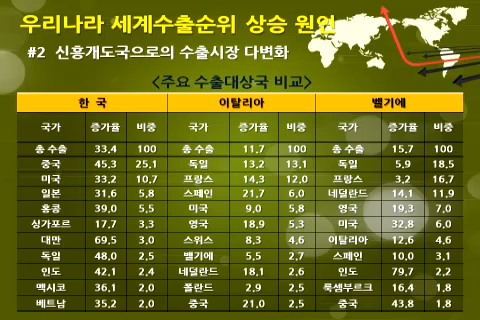 우리나라 세계수출순위 상승 원인
#2 신흥개도국으로의 수출시장 다변화
<주요 수출대상국 비교>
한 국 이탈리아 벨기에
국가 증가율 비중 국가 증가율 비중 국가 증가율 비중
총 수출 33,4 100 총 수출 11,7 100 총 수출 15,7 100
중국 45,3 25,1 독일 13,2 13,1 독일 5,9 18,5
미국 33,2 10,7 프랑스 14,3 12,0 프랑스 3,2 16,7
일본 31,6 5,8 스페인 21,7 6,0 네덜란드 14,1 11,9
홍콩 39,0 5,5 미국 9,0 5,8 영국 19,3 7,0
싱가포르 17,7 3,3 영국 18,9 5,3 미국 32,8 6,0
대만 69,5 3,0 스위스 8,3 4,6 이탈리아 12,6 4,6
독일 48,0 2,5 벨기에 5,5 2,7 스페인 10,0 3,1
인도 42,1 2,4 네덜란드 18,1 2,6 인도 79,7 2,2
멕시코 36,1 2,0 폴란드 2,9 2,5 룩셈부르크 16,4 1,8
베트남 35,2 2,0 중국 21,0 2,5 중국 43,8 1,8